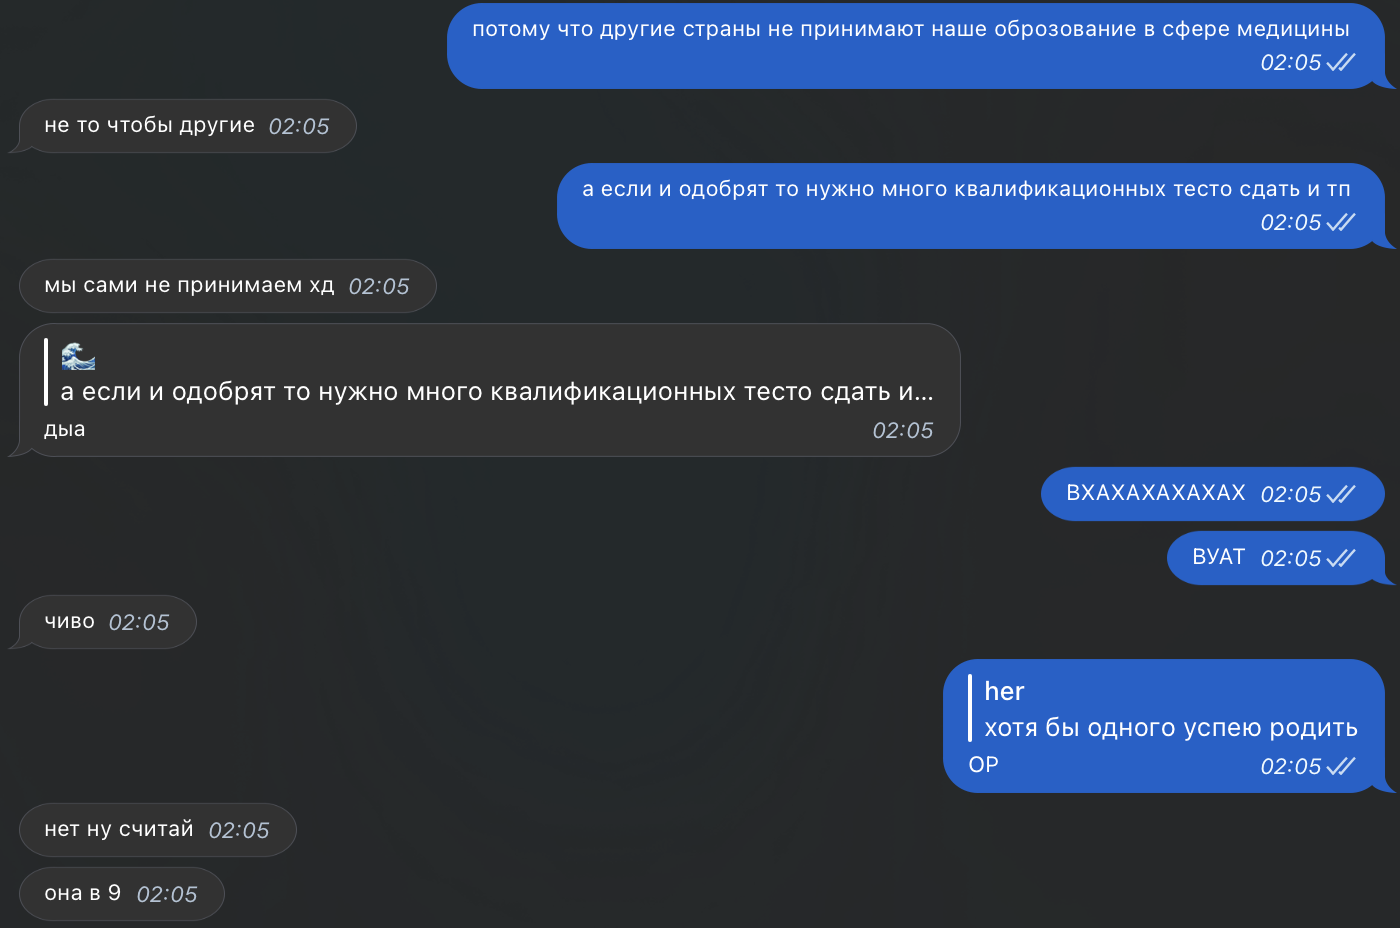 потому что другие страны не принимают наше оброзование в сфере медицины
02:05
не то чтобы другие 02:05
а если и одобрят то нужно много квалификационных тесто сдать и тп
02:05
мы сами не принимаем хд 02:05
🌊
а если и одобрят то нужно много квалификационных тесто сдать и...
дыа 02:05
ВХАХАХАХАХАХ 02:05
ВУАТ 02:05
чиво 02:05
her
хотя бы одного успею родить
ОР 02:05
нет ну считай 02:05
она в 9 02:05